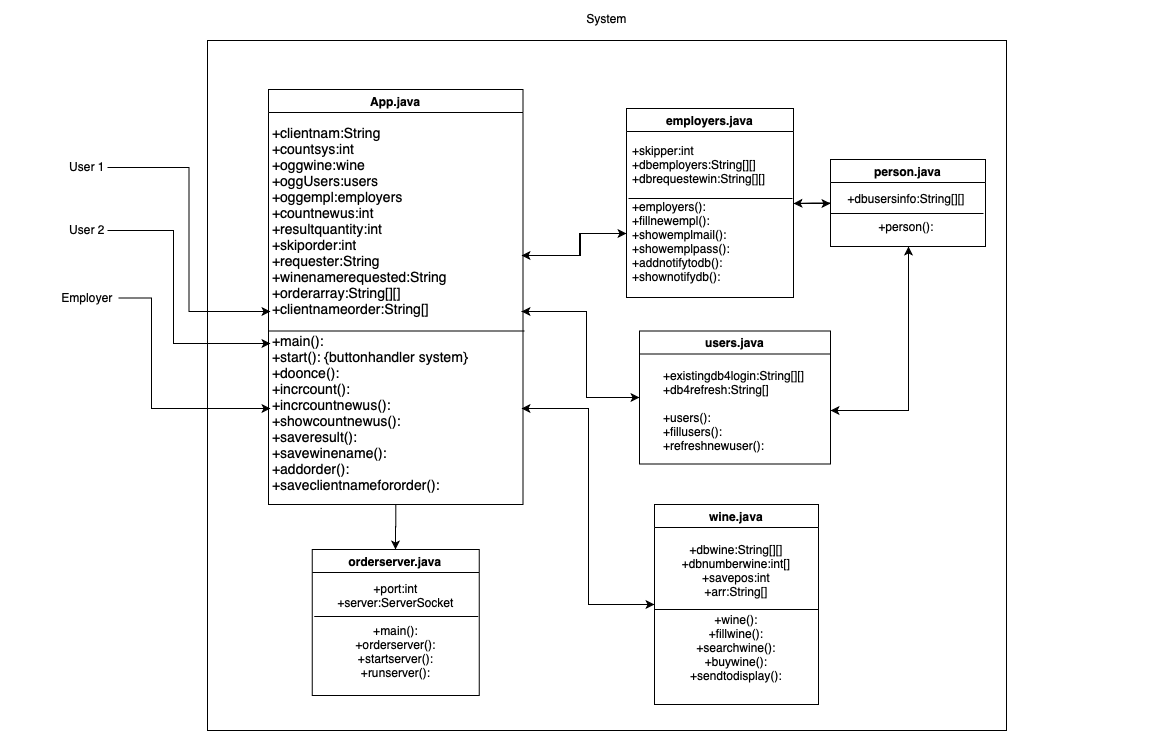 System
User 1
User 2
Employer
App.java
+clientnam:String
+countsys:int
+oggwine:wine
+oggUsers:users
+oggempl:employers
+countnewus:int
+resultquantity:int
+skiporder:int
+requester:String
+winenamerequested:String
+orderarray:String[][]
+clientnameorder:String[]
+main():
+start(): {buttonhandler system}
+doonce():
+incrcount():
+incrcountnewus():
+showcountnewus():
+saveresult():
+savewinename():
+addorder():
+saveclientnamefororder():
orderserver.java
+port:int
+server:ServerSocket
+main():
+orderserver():
+startserver():
+runserver():
employers.java
+skipper:int
+dbemployers:String[][]
+dbrequestewin:String[][]
+employers():
+fillnewempl():
+showemplmail():
+showemplpass():
+addnotifytodb():
+shownotifydb():
person.java
+dbusersinfo:String[][]
+person():
users.java
+existingdb4login:String[][]
+db4refresh:String[]
+users():
+fillusers():
+refreshnewuser():
wine.java
+dbwine:String[][]
+dbnumberwine:int[]
+savepos:int
+arr:String[]
+wine():
+fillwine():
+searchwine():
+buywine():
+sendtodisplay():